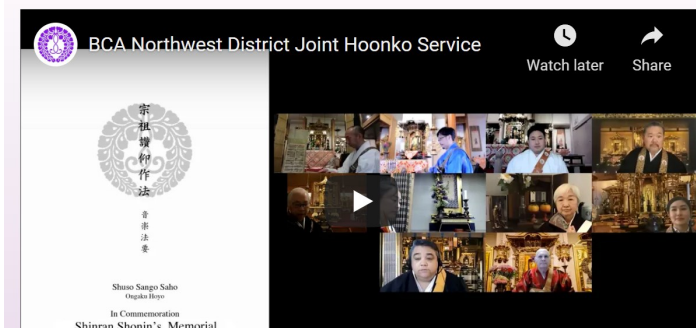 BCA Northwest District Joint Hoonko Service
Watch later
Share
宗祖讃仰作法
音楽法要
Shuso Sango Saho
Ongaku Hoyo
In Commemoration
Shinran Shonin's Memorial